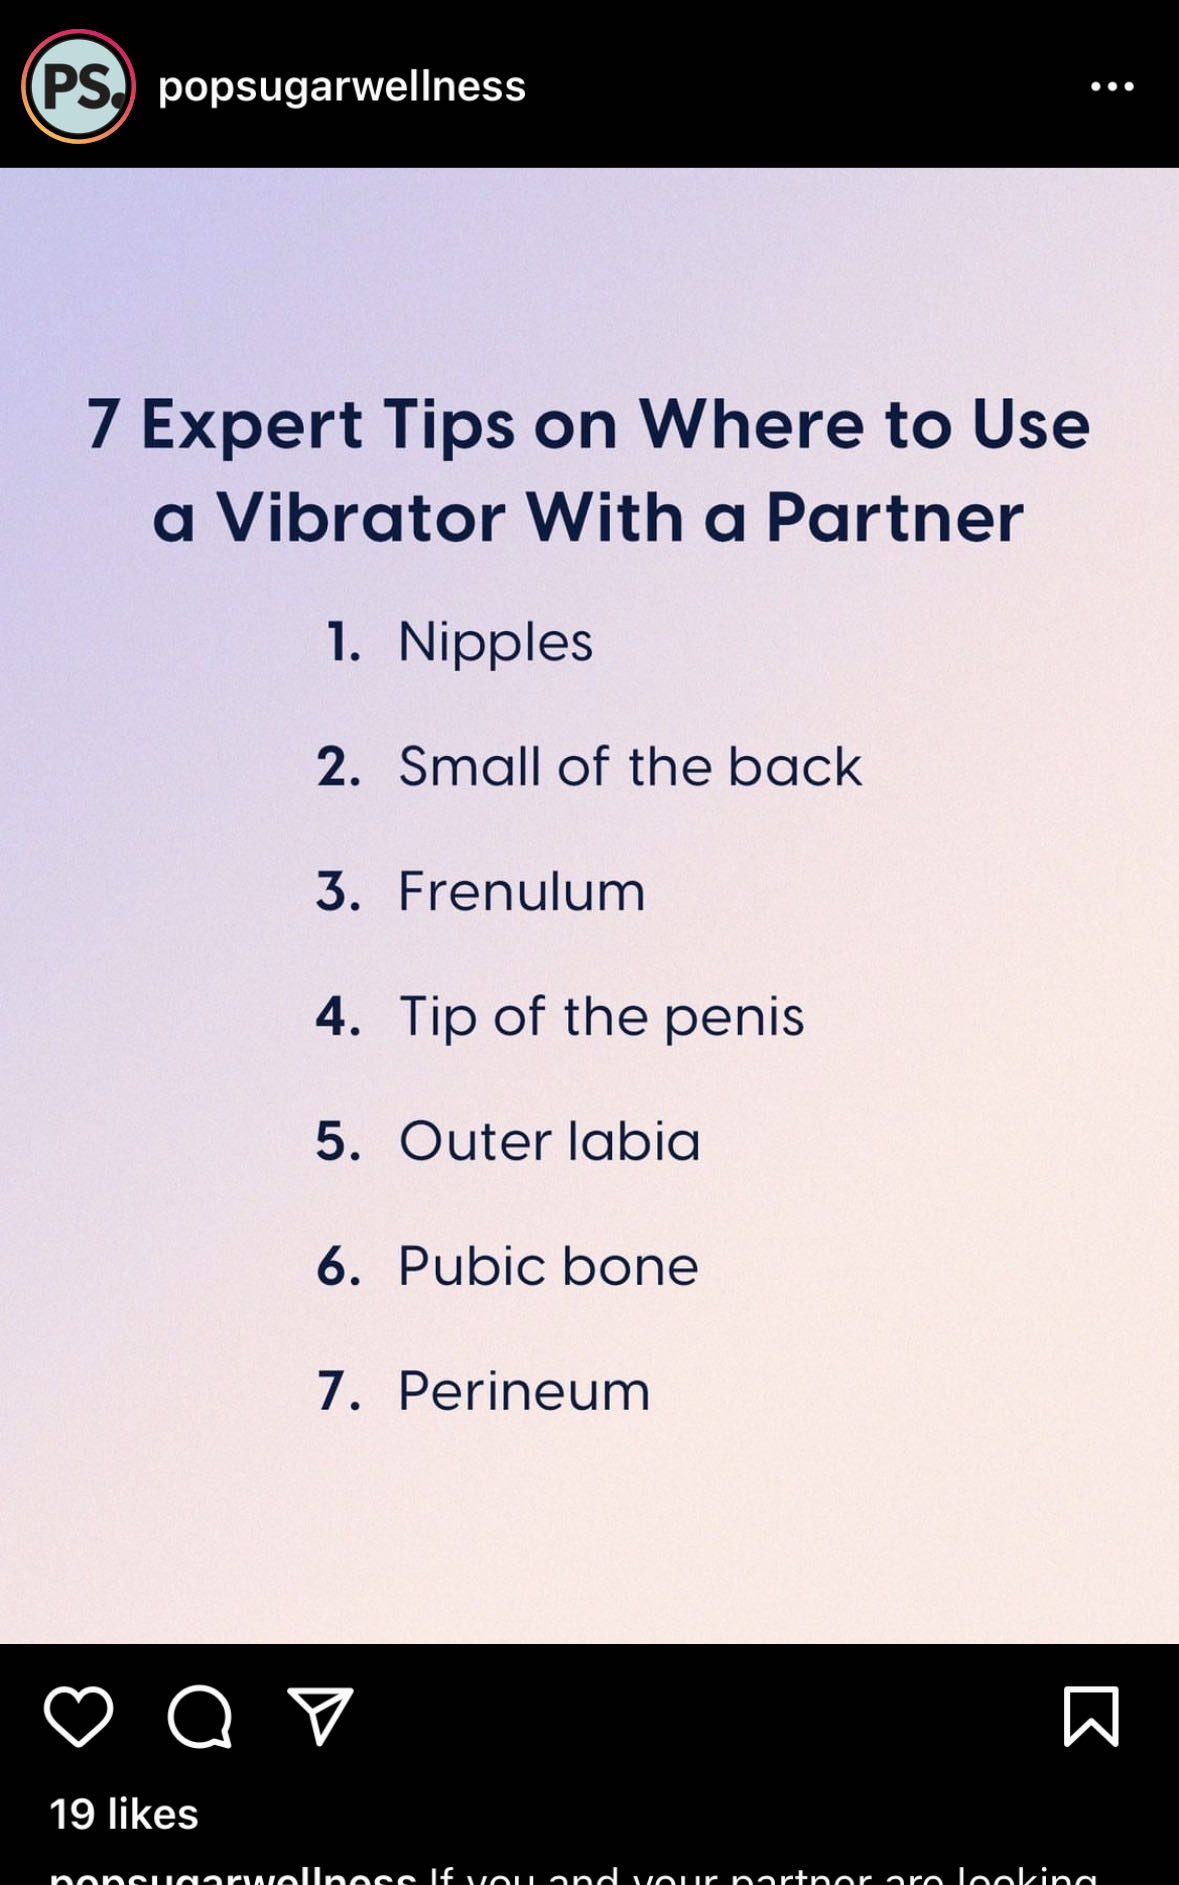 PS.
popsugarwellness
7 Expert Tips on Where to Use
a Vibrator With a Partner
1. Nipples
2. Small of the back
3. Frenulum
4. Tip of the penis
5. Outer labia
6. Pubic bone
7. Perineum
19 likes
popsugarwellness If you and your partner are looking